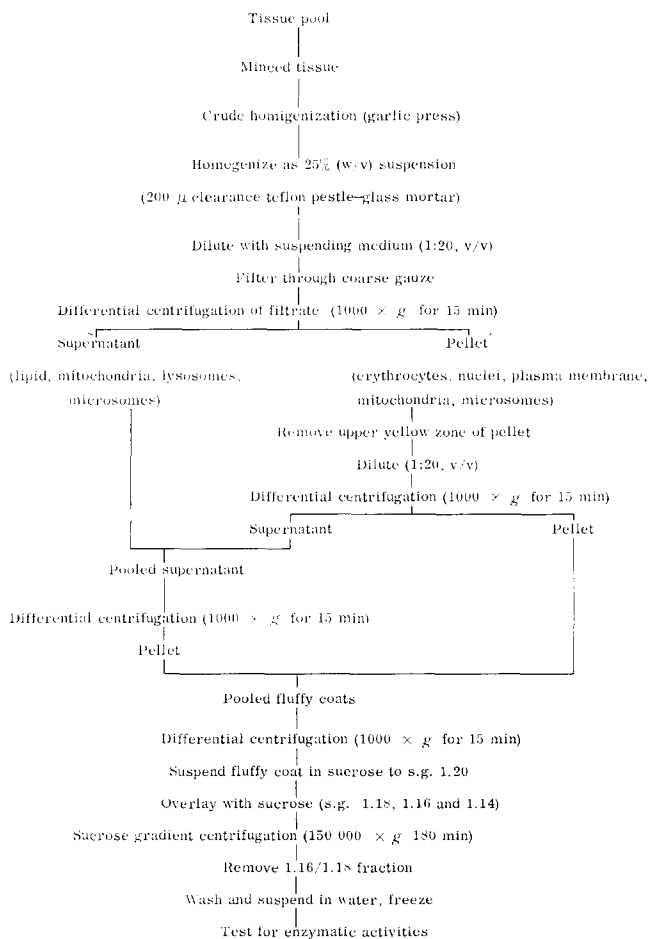 Tissue pool
Minced tissue
Crude homigenization (garlic press)
Homegenize as 25% (w/v) suspension
(200 μ clearance teflon pestle–glass mortar)
Dilute with suspending medium (1:20, v/v)
Filter through coarse gauze
Differential centrifugation of filtrate (1000 × g for 15 min)
Supernatant
Pellet
(lipid, mitochondria, lysosomes,
microsomes)
(erythrocytes, nuclei, plasma membrane,
mitochondria, microsomes)
Remove upper yellow zone of pellet
Dilute (1:20, v/v)
Differential centrifugation (1000 × g for 15 min)
Supernatant
Pellet
Pooled supernatant
Differential centrifugation (1000 × g for 15 min)
Pellet
Pooled fluffy coats
Differential centrifugation (1000 × g for 15 min)
Suspend fluffy coat in sucrose to s.g. 1.20
Overlay with sucrose (s.g. 1.18, 1.16 and 1.14)
Sucrose gradient centrifugation (150 000 × g 180 min)
Remove 1.16/1.18 fraction
Wash and suspend in water, freeze
Test for enzymatic activities